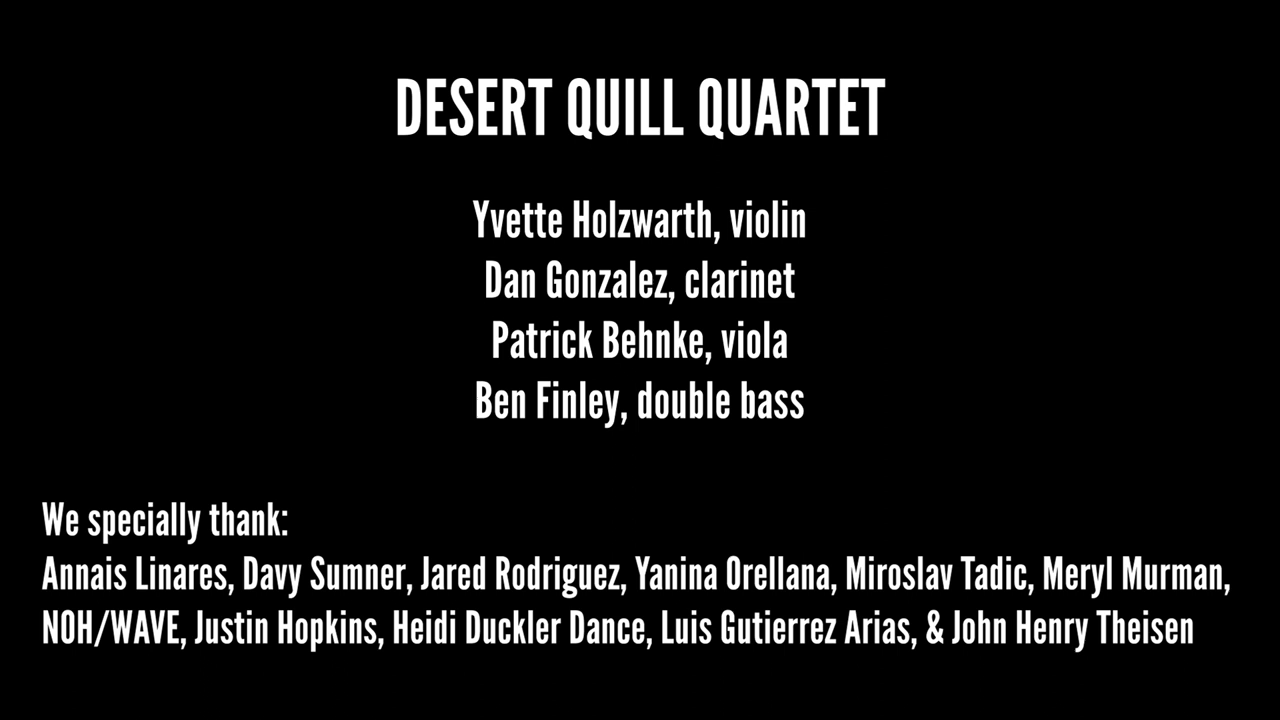 DESERT QUILL QUARTET
Yvette Holzwarth, violin
Dan Gonzalez, clarinet
Patrick Behnke, viola
Ben Finley, double bass
We specially thank:
Annais Linares, Davy Sumner, Jared Rodriguez, Yanina Orellana, Miroslav Tadic, Meryl Murman,
NOH/WAVE, Justin Hopkins, Heidi Duckler Dance, Luis Gutierrez Arias, & John Henry Theisen